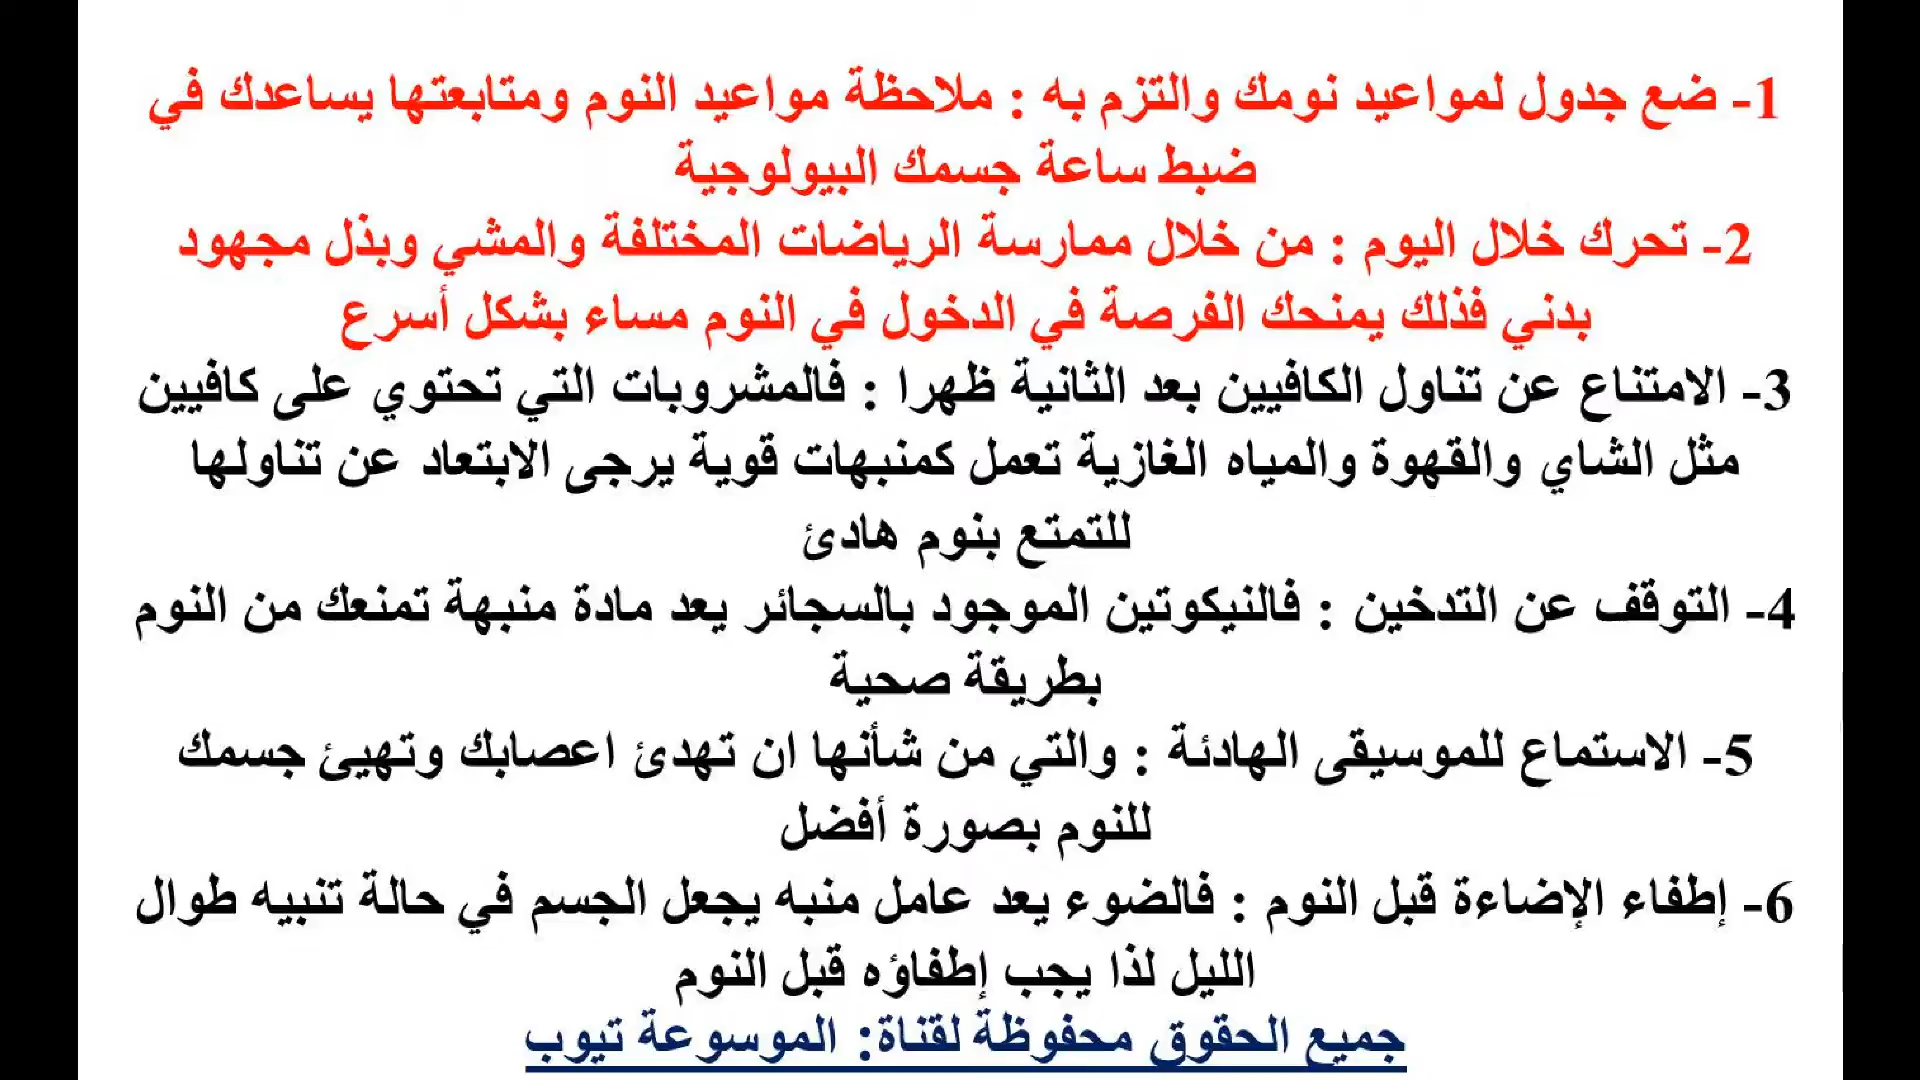 1- ضع جدول لمواعيد نومك والتزم به : ملاحظة مواعيد النوم ومتابعتها يساعدك في
ضبط ساعة جسمك البيولوجية
2- تحرك خلال اليوم : من خلال ممارسة الرياضات المختلفة والمشي وبذل مجهود
بدني فذلك يمنحك الفرصة في الدخول في النوم مساء بشكل أسرع
3- الامتناع عن تناول الكافيين بعد الثانية ظهرا : فالمشروبات التي تحتوي على كافيين
مثل الشاي والقهوة والمياه الغازية تعمل كمنبهات قوية يرجى الابتعاد عن تناولها
للتمتع بنوم هادئ
4- التوقف عن التدخين : فالنيكوتين الموجود بالسجائر يعد مادة منبهة تمنعك من النوم
بطريقة صحية
5- الاستماع للموسيقى الهادئة : والتي من شأنها ان تهدئ اعصابك وتهيئ جسمك
للنوم بصورة أفضل
6- إطفاء الإضاءة قبل النوم : فالضوء يعد عامل منبه يجعل الجسم في حالة تنبيه طوال
الليل لذا يجب إطفاؤه قبل النوم
جميع الحقوق محفوظة لقناة: الموسوعة تيوب